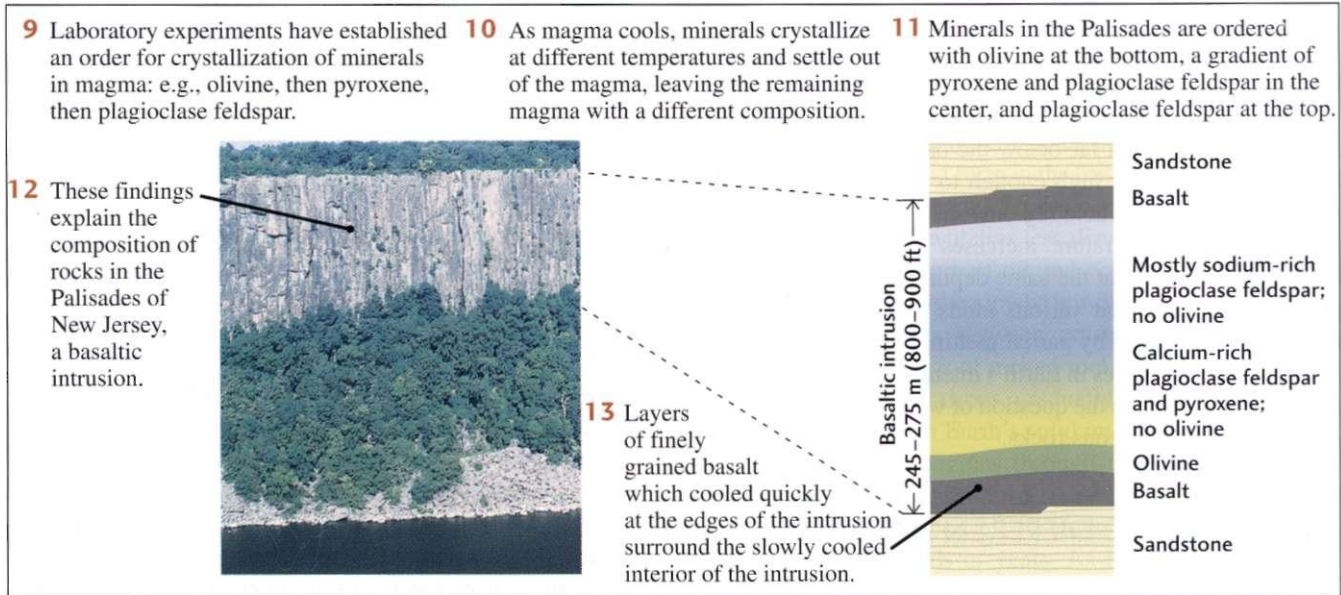 9 Laboratory experiments have established
an order for crystallization of minerals
in magma: e.g., olivine, then pyroxene,
then plagioclase feldspar.
10 As magma cools, minerals crystallize
at different temperatures and settle out
of the magma, leaving the remaining
magma with a different composition.
11 Minerals in the Palisades are ordered
with olivine at the bottom, a gradient of
pyroxene and plagioclase feldspar in the
center, and plagioclase feldspar at the top.
12 These findings
explain the
composition of
rocks in the
Palisades of
New Jersey,
a basaltic
intrusion.
13 Layers
of finely
grained basalt
which cooled quickly
at the edges of the intrusion
surround the slowly cooled
interior of the intrusion.
Basaltic intrusion
245–275 m (800–900 ft)
Sandstone
Basalt
Mostly sodium-rich
plagioclase feldspar;
no olivine
Calcium-rich
plagioclase feldspar
and pyroxene;
no olivine
Olivine
Basalt
Sandstone